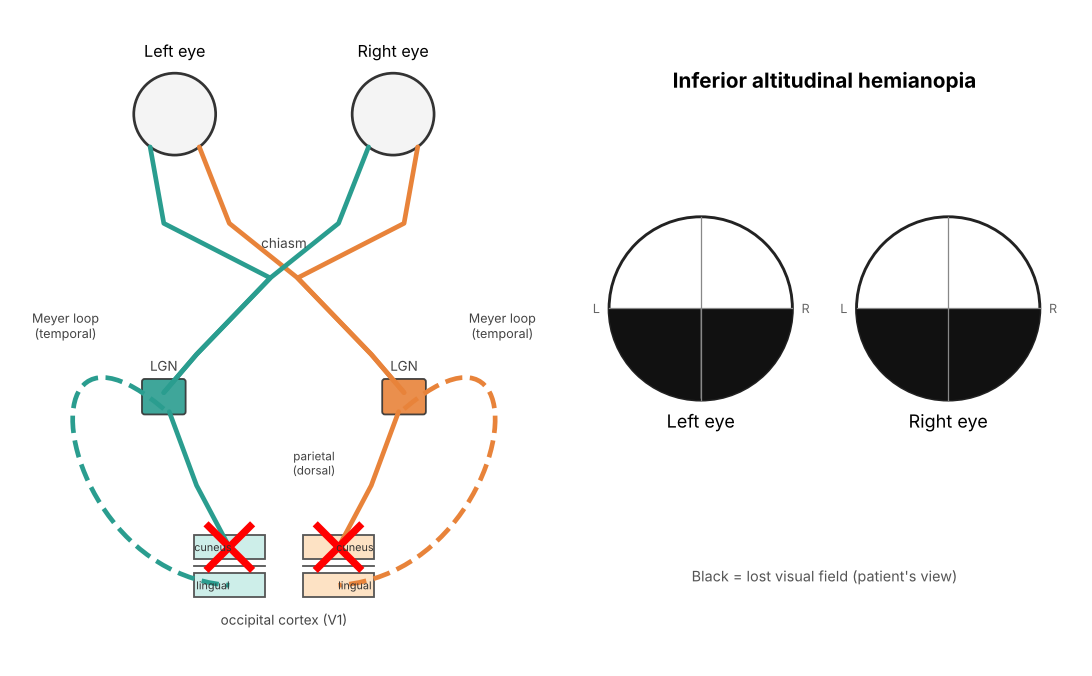 Left eye
Right eye
Inferior altitudinal hemianopia
chiasm
L
R
L
R
Meyer loop
(temporal)
Meyer loop
(temporal)
LGN
LGN
Left eye
Right eye
parietal
(dorsal)
cuneus
cuneus
lingual
lingual
Black = lost visual field (patient's view)
occipital cortex (V1)